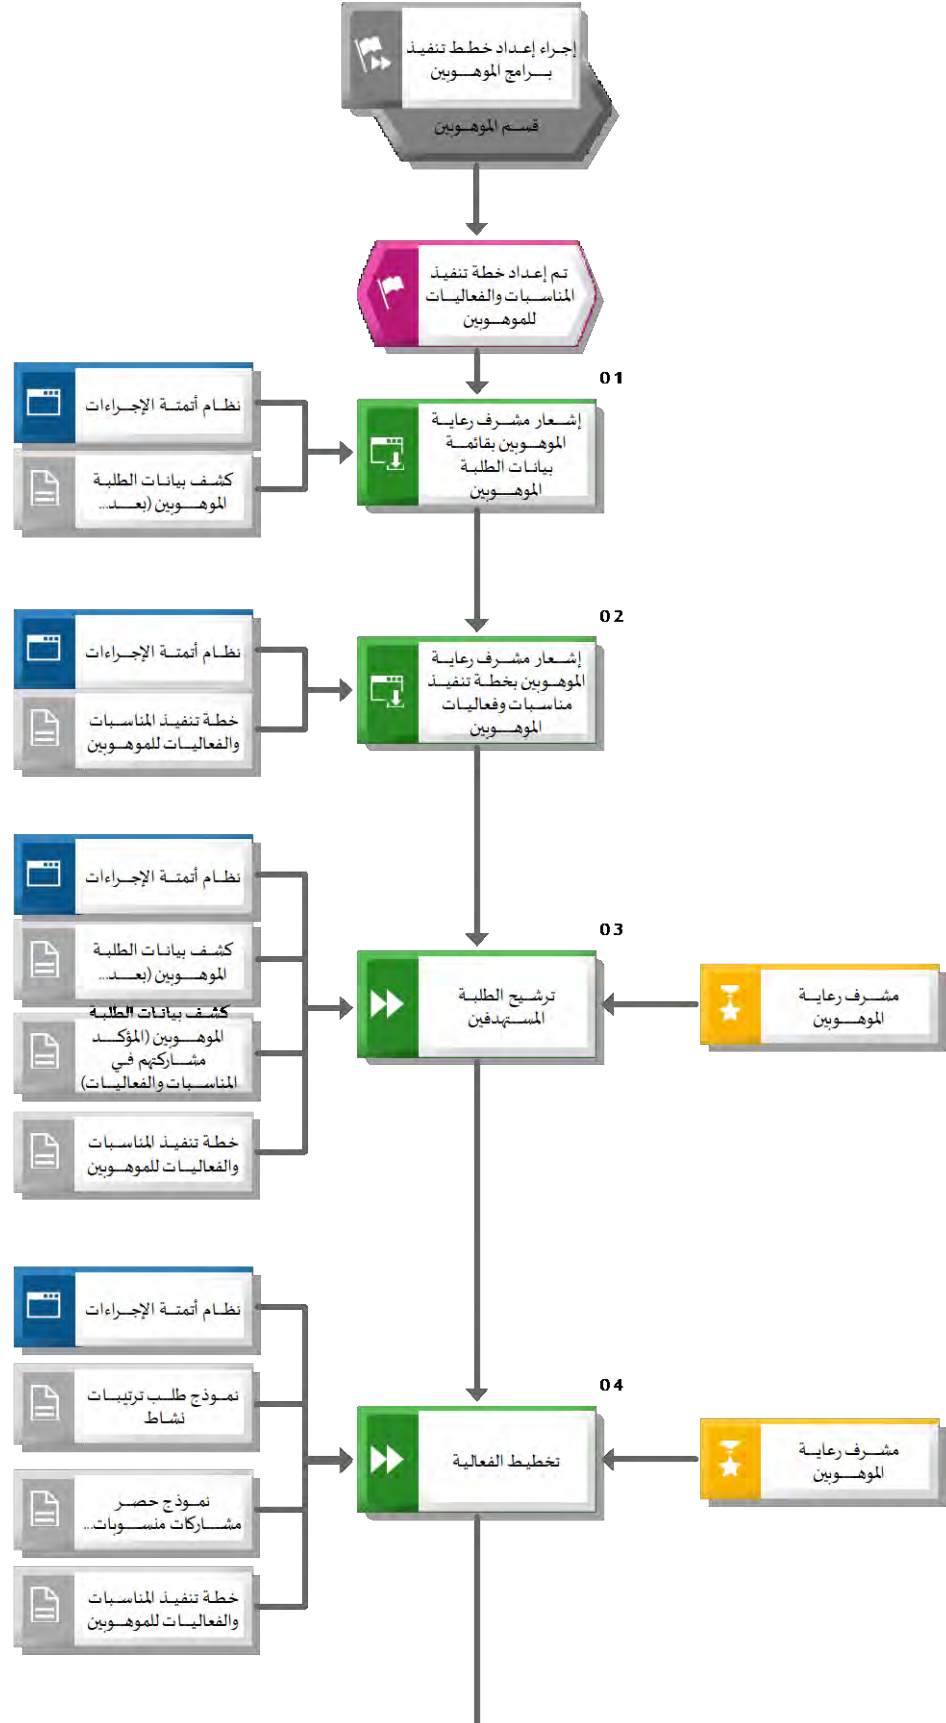 إجراء إعداد خطط تنفيذ
برامج الموهوبين
قسم الموهوبين
تم إعداد خطة تنفيذ
المناسبات والفعاليات
للموهوبين
01
إشعار مشرف رعاية
الموهوبين بقائمة
بيانات الطلبة
الموهوبين
نظام أتمتة الإجراءات
كشف بيانات الطلبة
الموهوبين (بعد...
02
إشعار مشرف رعاية
الموهوبين بخطة تنفيذ
مناسبات وفعاليات
الموهوبين
نظام أتمتة الإجراءات
خطة تنفيذ المناسبات
والفعاليات للموهوبين
03
مشرف رعاية
الموهوبين
ترشيح الطلبة
المستهدفين
نظام أتمتة الإجراءات
كشف بيانات الطلبة
الموهوبين (بعد...
كشف بيانات الطلبة
الموهوبين (المؤكد
مشاركتهم في
المناسبات والفعاليات)
خطة تنفيذ المناسبات
والفعاليات للموهوبين
04
مشرف رعاية
الموهوبين
تخطيط الفعالية
نظام أتمتة الإجراءات
نموذج طلب ترتيبات
نشاط
نموذج حصر
مشاركات منسوبات...
خطة تنفيذ المناسبات
والفعاليات للموهوبين